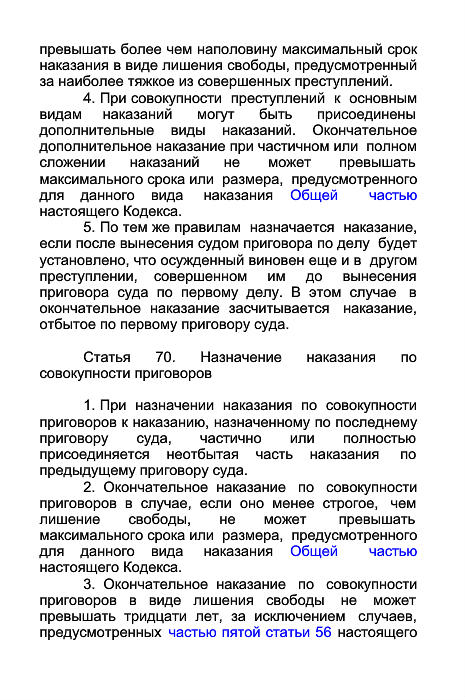 превышать более чем наполовину максимальный срок
наказания в виде лишения свободы, предусмотренный
за наиболее тяжкое из совершенных преступлений.
4. При совокупности преступлений к основным
видам наказаний могут быть присоединены
дополнительные виды наказаний. Окончательное
дополнительное наказание при частичном или полном
сложении наказаний не может превышать
максимального срока или размера, предусмотренного
для данного вида наказания Общей частью
настоящего Кодекса.
5. По тем же правилам назначается наказание,
если после вынесения судом приговора по делу будет
установлено, что осужденный виновен еще и в другом
преступлении, совершенном им до вынесения
приговора суда по первому делу. В этом случае в
окончательное наказание засчитывается наказание,
отбытое по первому приговору суда.
Статья 70. Назначение наказания по
совокупности приговоров
1. При назначении наказания по совокупности
приговоров к наказанию, назначенному по последнему
приговору суда, частично или полностью
присоединяется неотбытая часть наказания по
предыдущему приговору суда.
2. Окончательное наказание по совокупности
приговоров в случае, если оно менее строгое, чем
лишение свободы, не может превышать
максимального срока или размера, предусмотренного
для данного вида наказания Общей частью
настоящего Кодекса.
3. Окончательное наказание по совокупности
приговоров в виде лишения свободы не может
превышать тридцати лет, за исключением случаев,
предусмотренных частью пятой статьи 56 настоящего